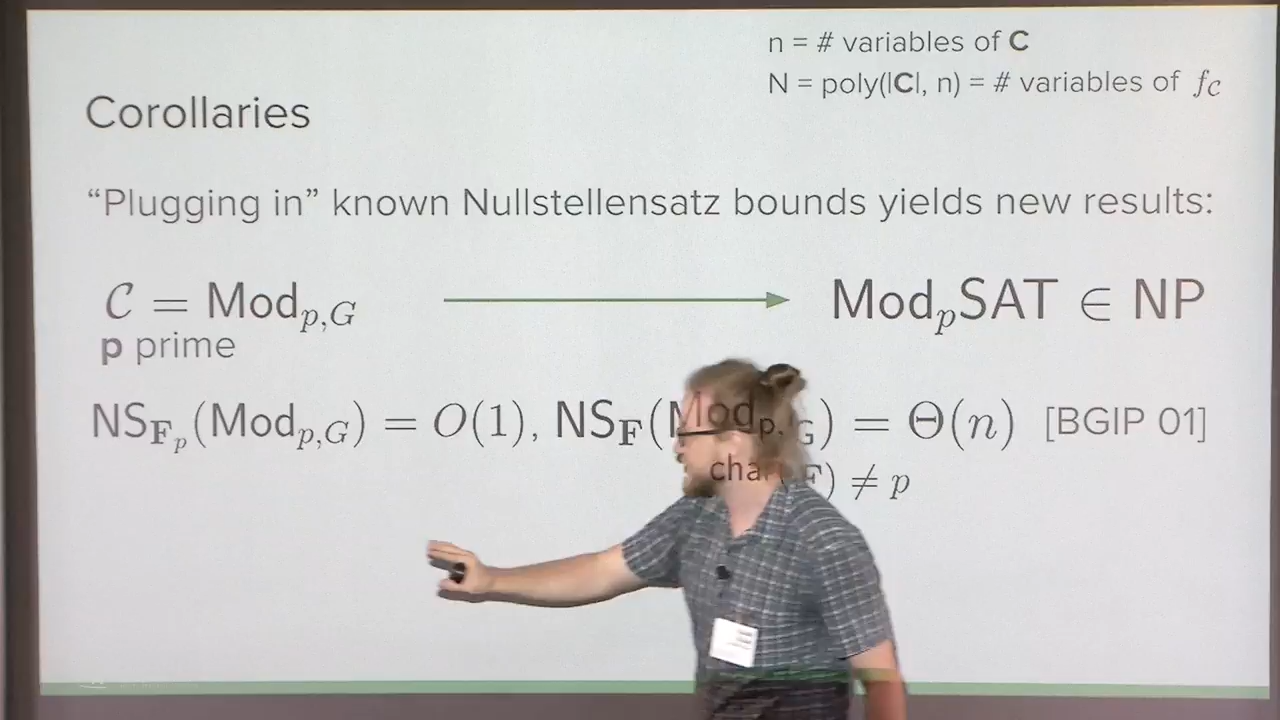 n = # variables of C
N = poly(|C|, n) = # variables of f_C
Corollaries
“Plugging in” known Nullstellensatz bounds yields new results:
𝒞 = Mod_{p,G} Mod_pSAT ∈ NP
p prime
NS_{F_p}(Mod_{p,G}) = O(1), NS_F(Mod_{p,G}) = Θ(n) [BGIP 01]
char(F) ≠ p